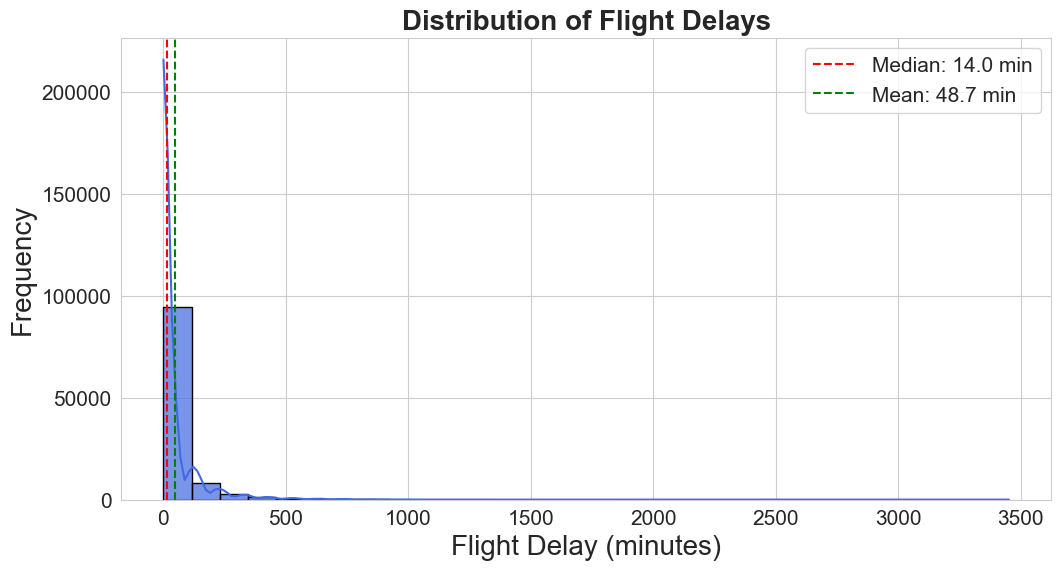 Distribution of Flight Delays
Median: 14.0 min
Mean: 48.7 min
Frequency
200000
150000
100000
50000
0
0 500 1000 1500 2000 2500 3000 3500
Flight Delay (minutes)